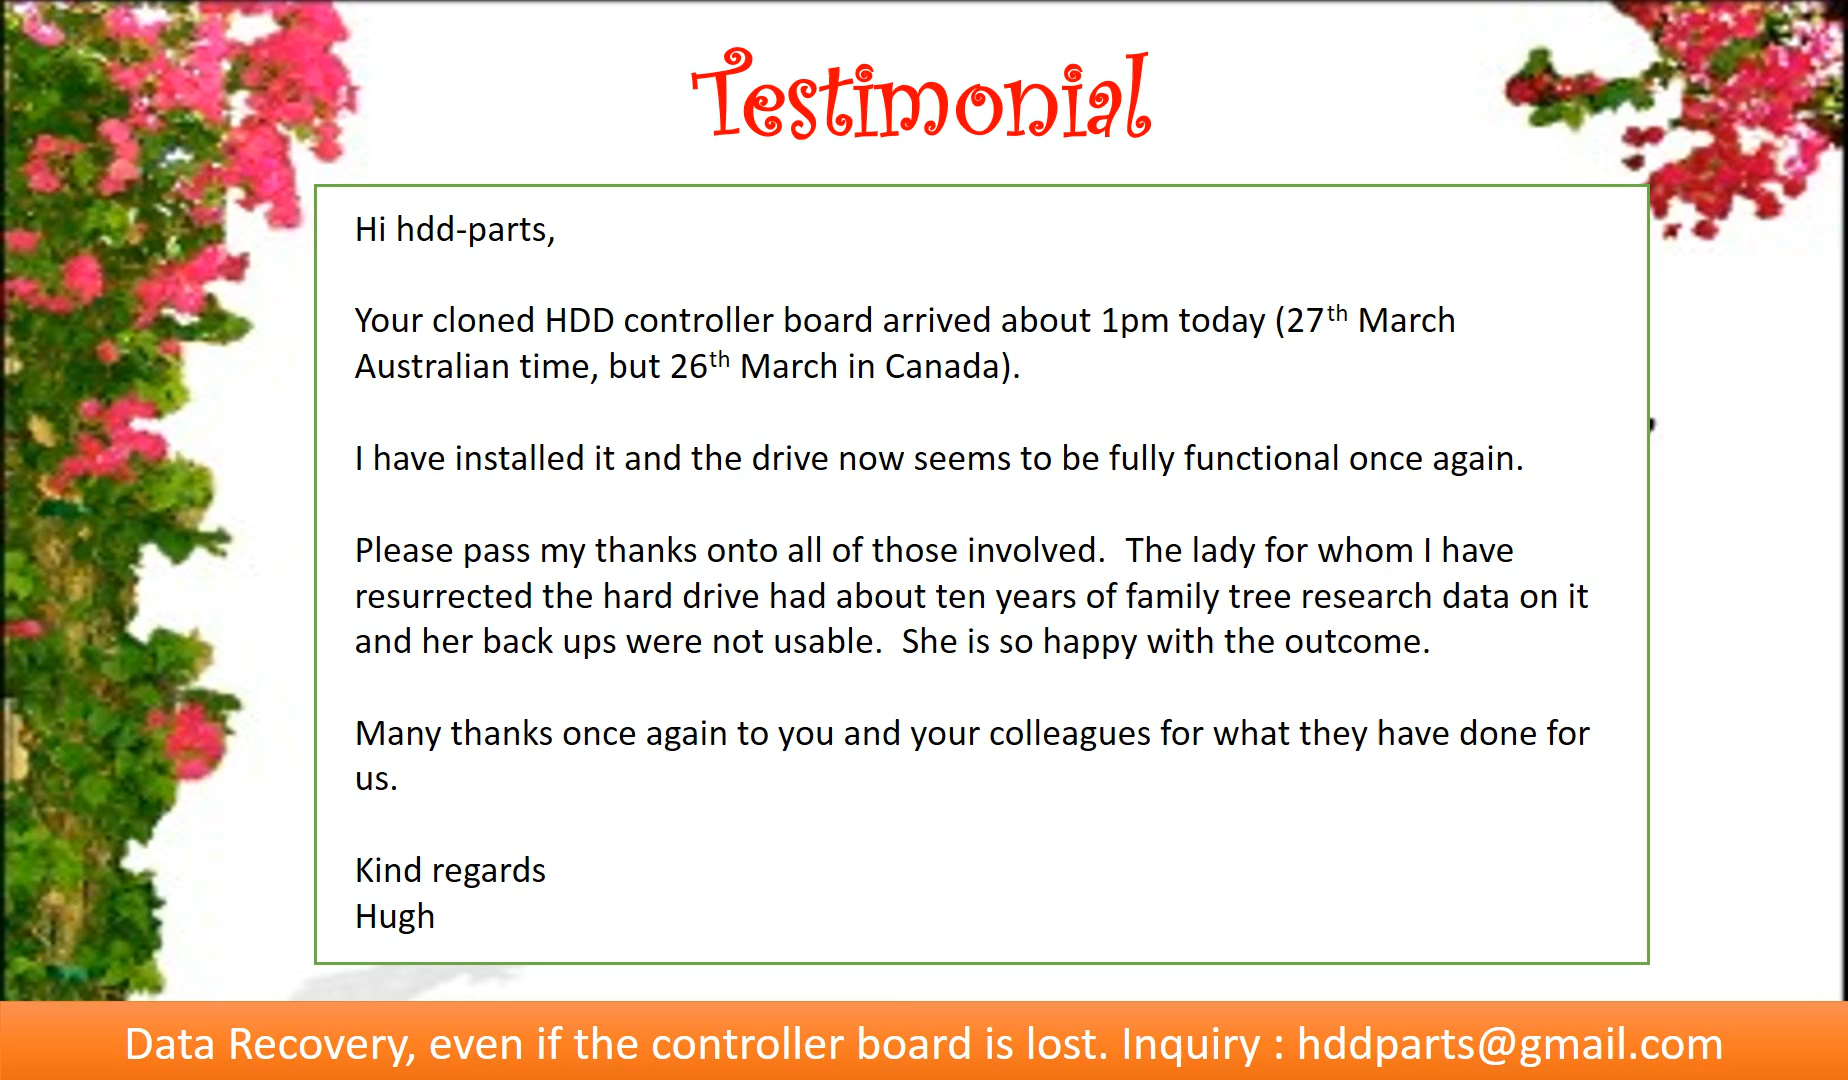 Testimonial
Hi hdd-parts,
Your cloned HDD controller board arrived about 1pm today (27th March
Australian time, but 26th March in Canada).
I have installed it and the drive now seems to be fully functional once again.
Please pass my thanks onto all of those involved.  The lady for whom I have
resurrected the hard drive had about ten years of family tree research data on it
and her back ups were not usable.  She is so happy with the outcome.
Many thanks once again to you and your colleagues for what they have done for
us.
Kind regards
Hugh
Data Recovery, even if the controller board is lost. Inquiry : hddparts@gmail.com